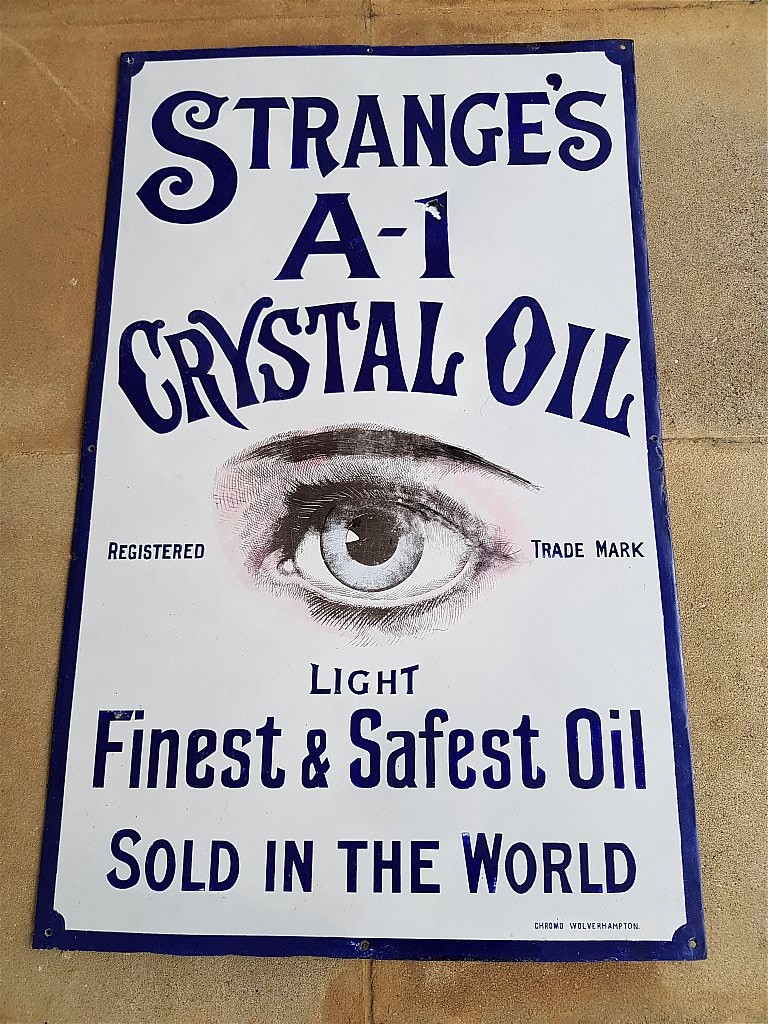 STRANGE'S
A-1
CRYSTAL OIL
REGISTERED TRADE MARK
LIGHT
Finest & Safest Oil
SOLD IN THE WORLD
CHROMO WOLVERHAMPTON.